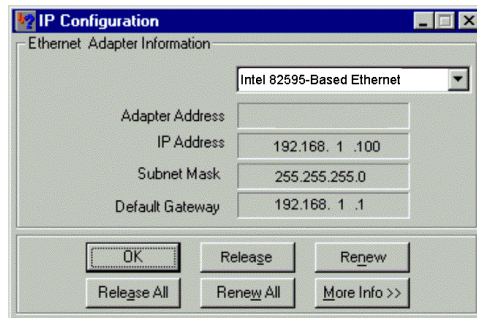 IP Configuration
Ethernet Adapter Information
Intel 82595-Based Ethernet
Adapter Address
IP Address 192.168. 1 .100
Subnet Mask 255.255.255.0
Default Gateway 192.168. 1 .1
OK Release Renew
Release All Renew All More Info >>